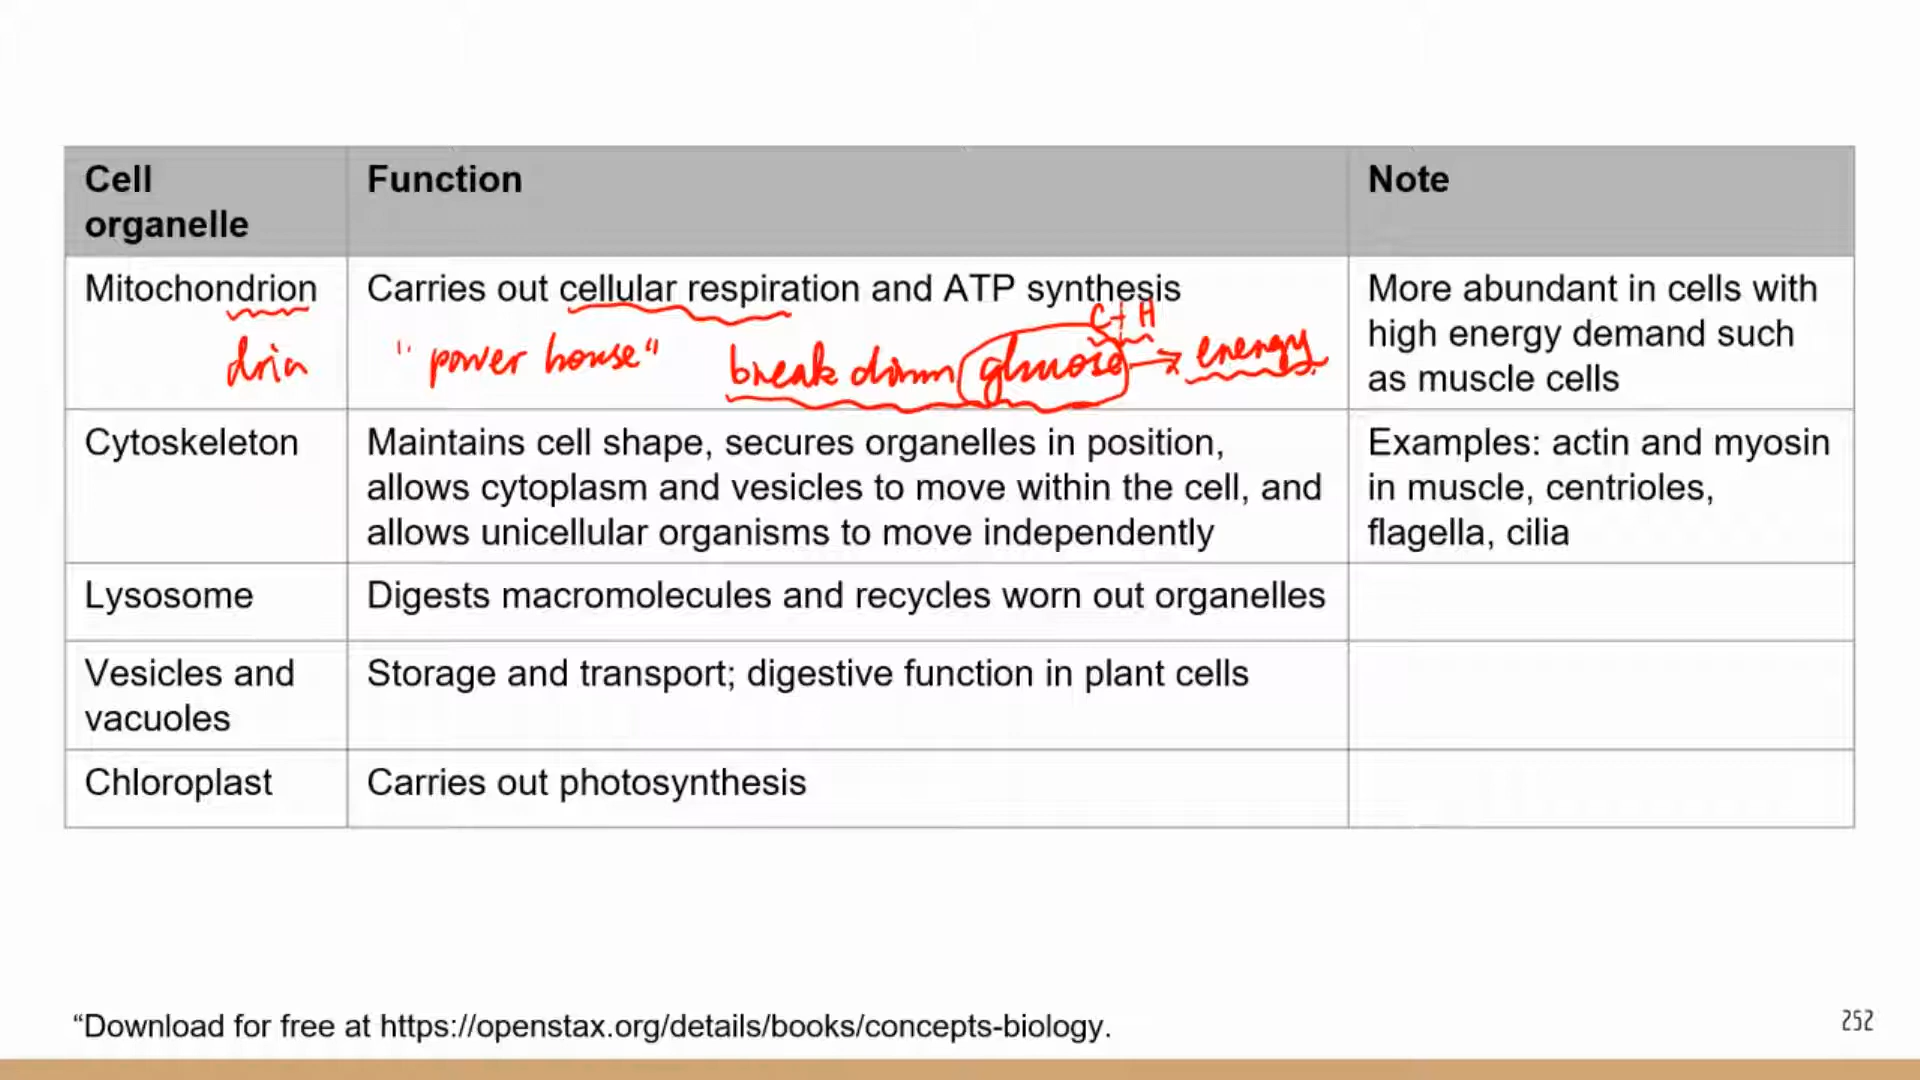 Cell
organelle
Function
Note
Mitochondrion
dria
Carries out cellular respiration and ATP synthesis
C-H
" power house"
break down glucose → energy
More abundant in cells with
high energy demand such
as muscle cells
Cytoskeleton
Maintains cell shape, secures organelles in position,
allows cytoplasm and vesicles to move within the cell, and
allows unicellular organisms to move independently
Examples: actin and myosin
in muscle, centrioles,
flagella, cilia
Lysosome
Digests macromolecules and recycles worn out organelles
Vesicles and
vacuoles
Storage and transport; digestive function in plant cells
Chloroplast
Carries out photosynthesis
“Download for free at https://openstax.org/details/books/concepts-biology.
252